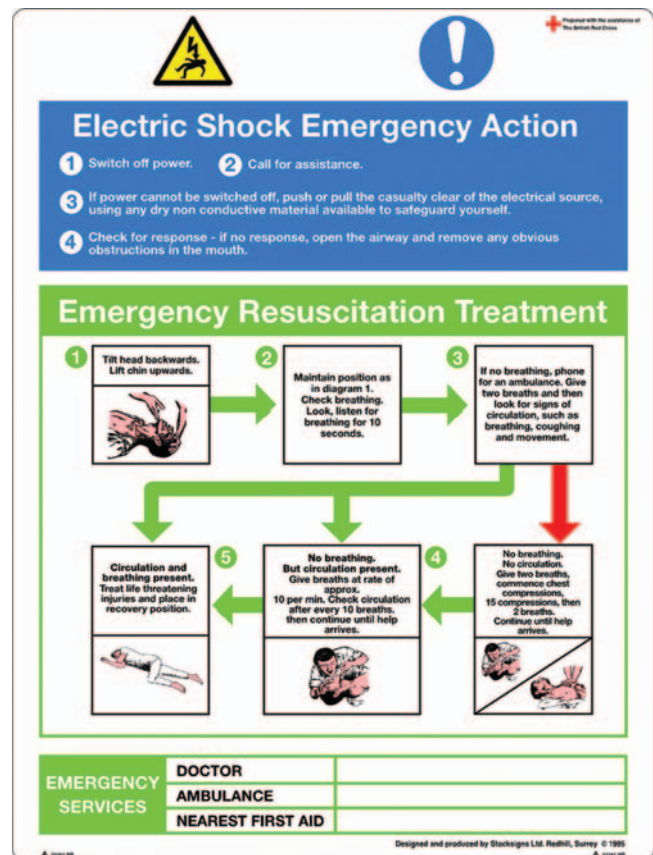 Prepared with the assistance of
The British Red Cross
Electric Shock Emergency Action
1 Switch off power. 2 Call for assistance.
3 If power cannot be switched off, push or pull the casualty clear of the electrical source,
using any dry non conductive material available to safeguard yourself.
4 Check for response - if no response, open the airway and remove any obvious
obstructions in the mouth.
Emergency Resuscitation Treatment
1
Tilt head backwards.
Lift chin upwards.
2
Maintain position as
in diagram 1.
Check breathing.
Look, listen for
breathing for 10
seconds.
3
If no breathing, phone
for an ambulance. Give
two breaths and then
look for signs of
circulation, such as
breathing, coughing
and movement.
4
No breathing.
No circulation.
Give two breaths,
commence chest
compressions,
15 compressions, then
2 breaths.
Continue until help
arrives.
No breathing.
But circulation present.
Give breaths at rate of
approx.
10 per min. Check circulation
after every 10 breaths.
then continue until help
arrives.
5
Circulation and
breathing present.
Treat life threatening
injuries and place in
recovery position.
EMERGENCY
SERVICES
DOCTOR
AMBULANCE
NEAREST FIRST AID
Designed and produced by Stocksigns Ltd. Redhill, Surrey © 1995